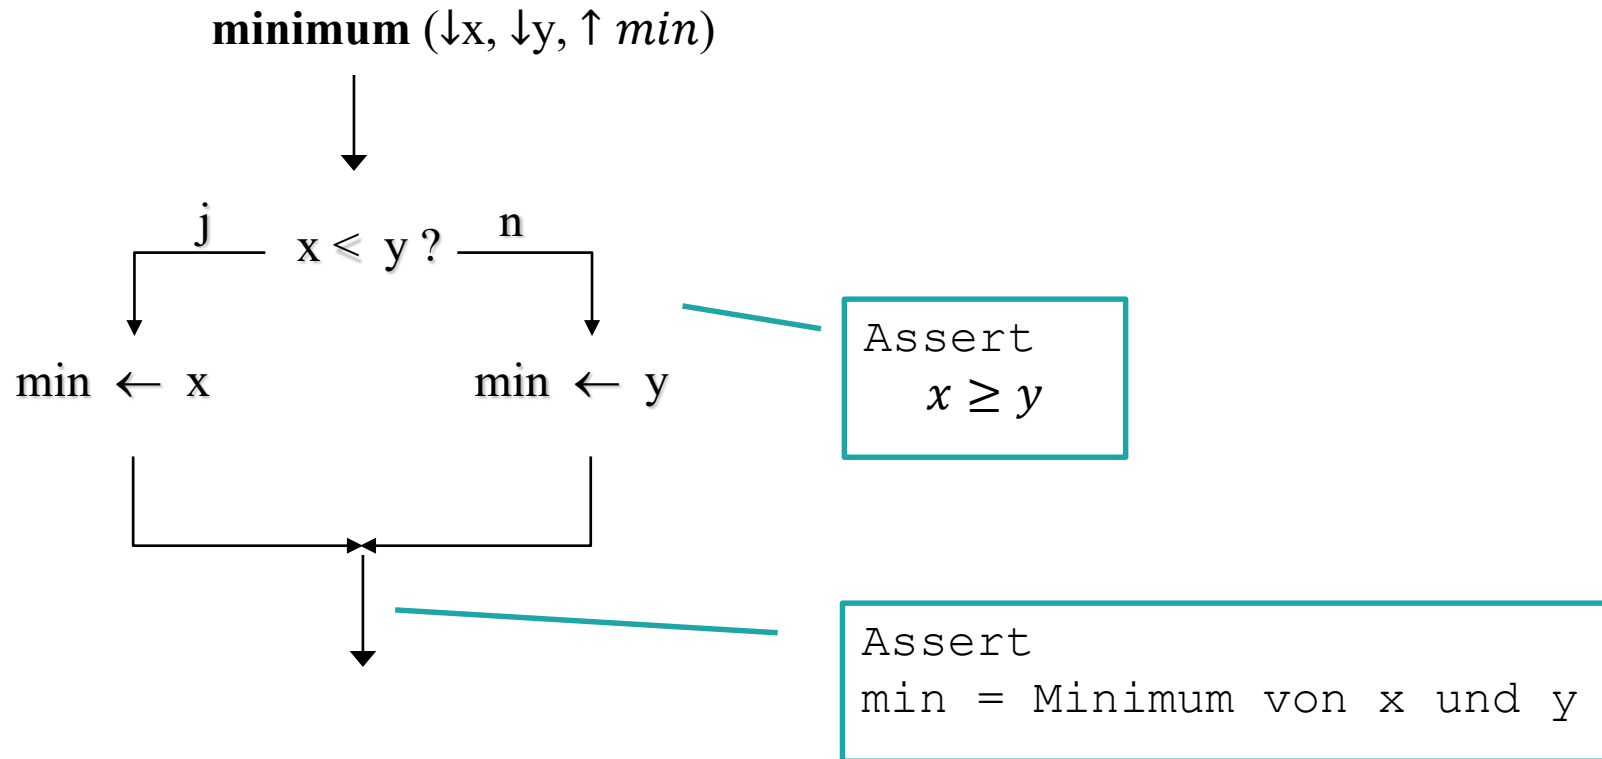 minimum (↓x, ↓y, ↑ min)
j
x < y ?
n
min ← x
min ← y
Assert
x ≥ y
Assert
min = Minimum von x und y